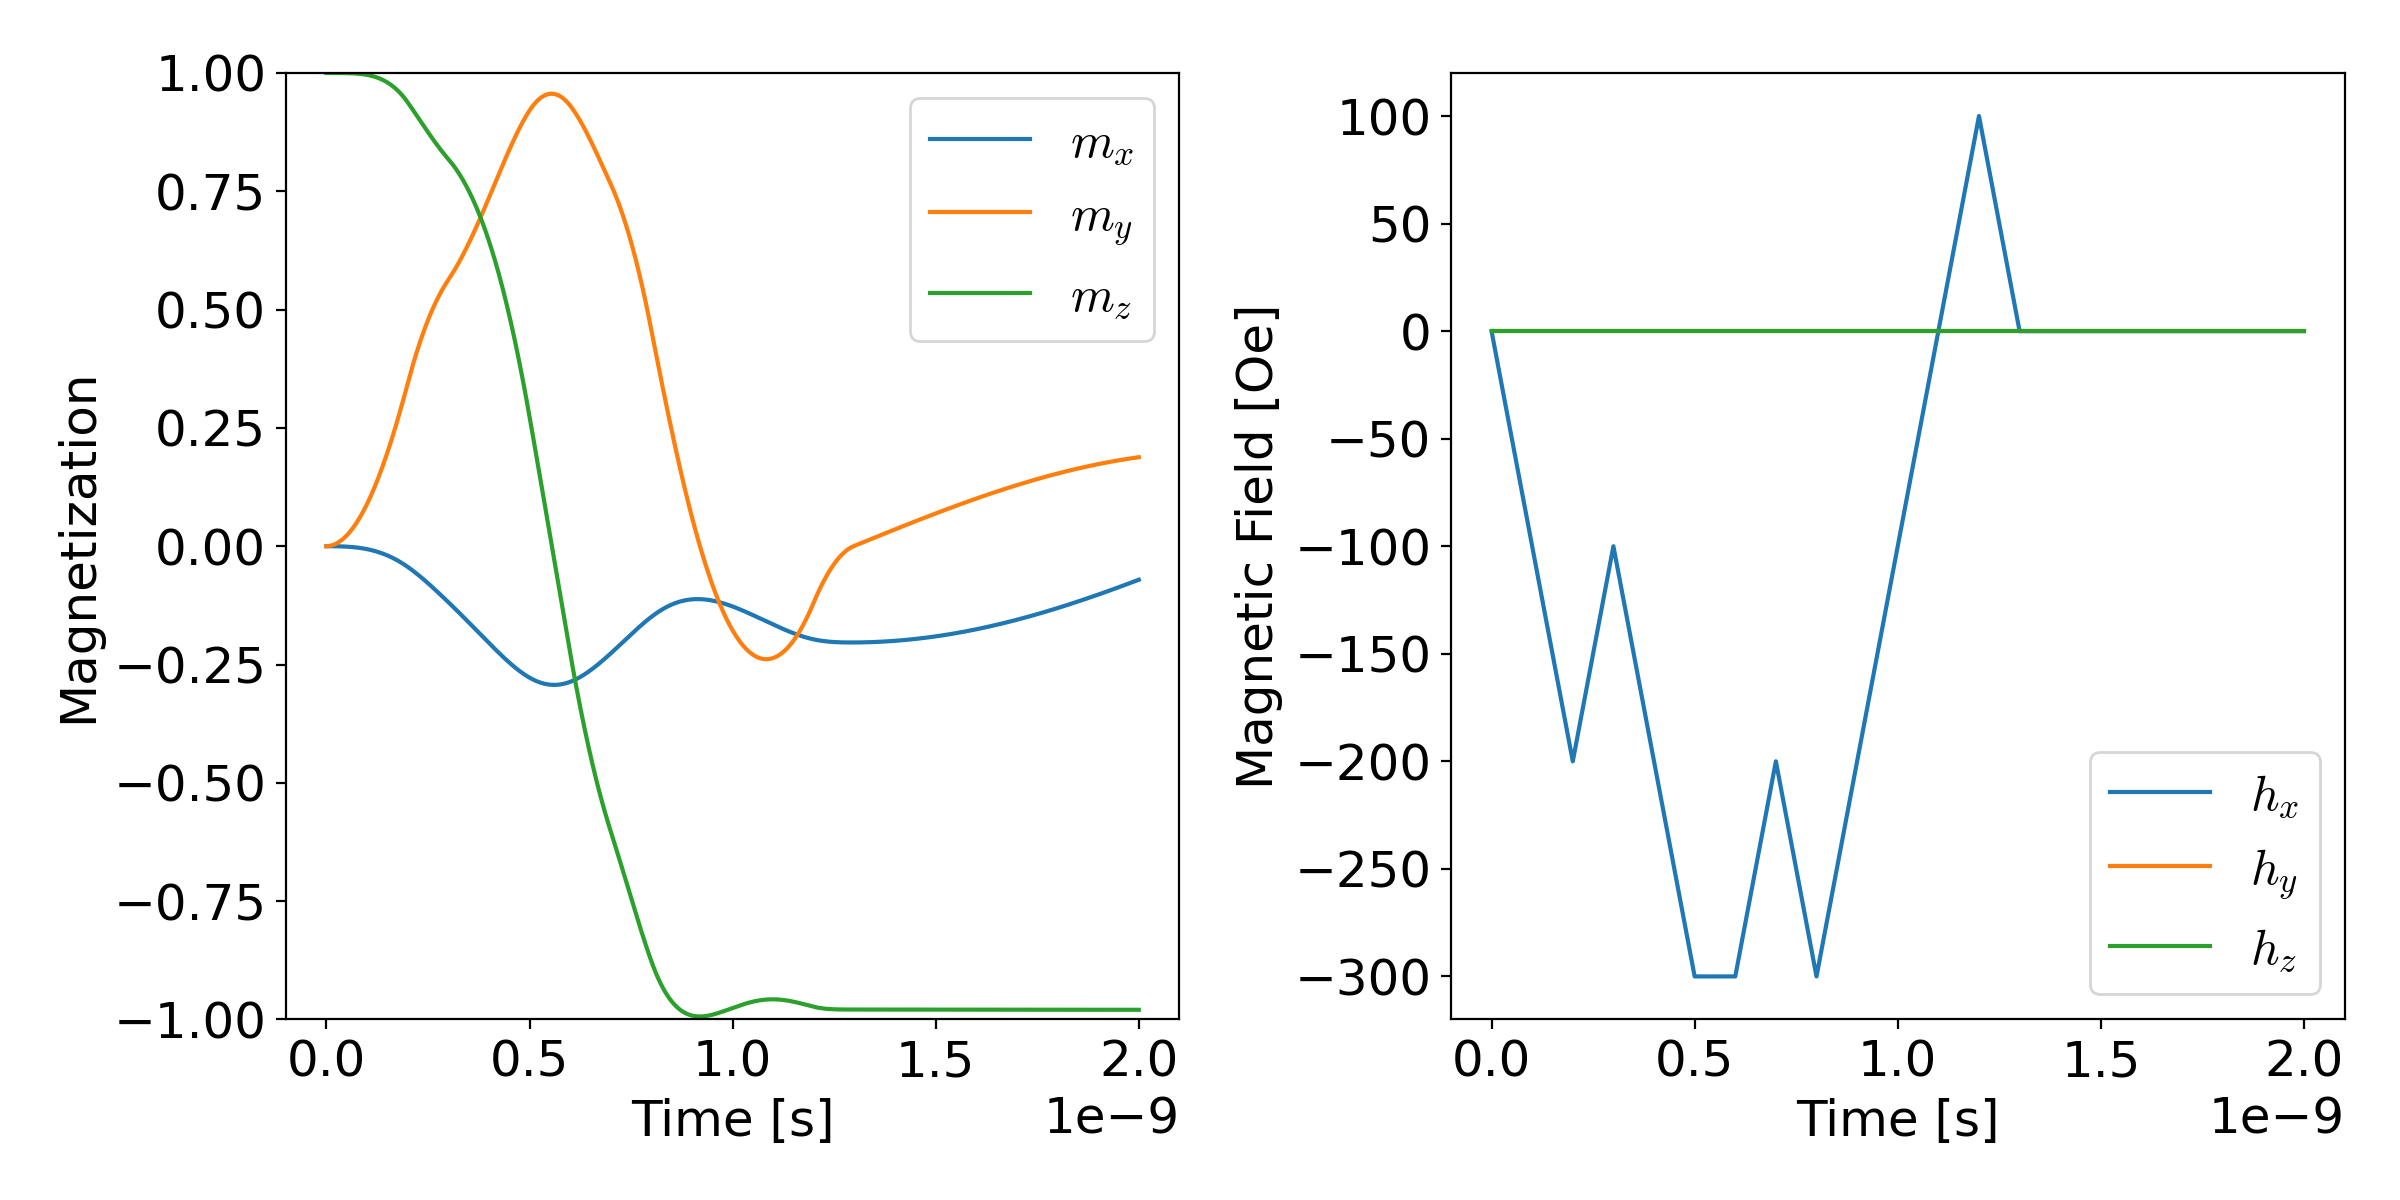 Magnetization
1.00
0.75
0.50
0.25
0.00
−0.25
−0.50
−0.75
−1.00
0.0 0.5 1.0 1.5 2.0
Time [s]
1e−9
m_x
m_y
m_z
Magnetic Field [Oe]
100
50
0
−50
−100
−150
−200
−250
−300
0.0 0.5 1.0 1.5 2.0
Time [s]
1e−9
h_x
h_y
h_z